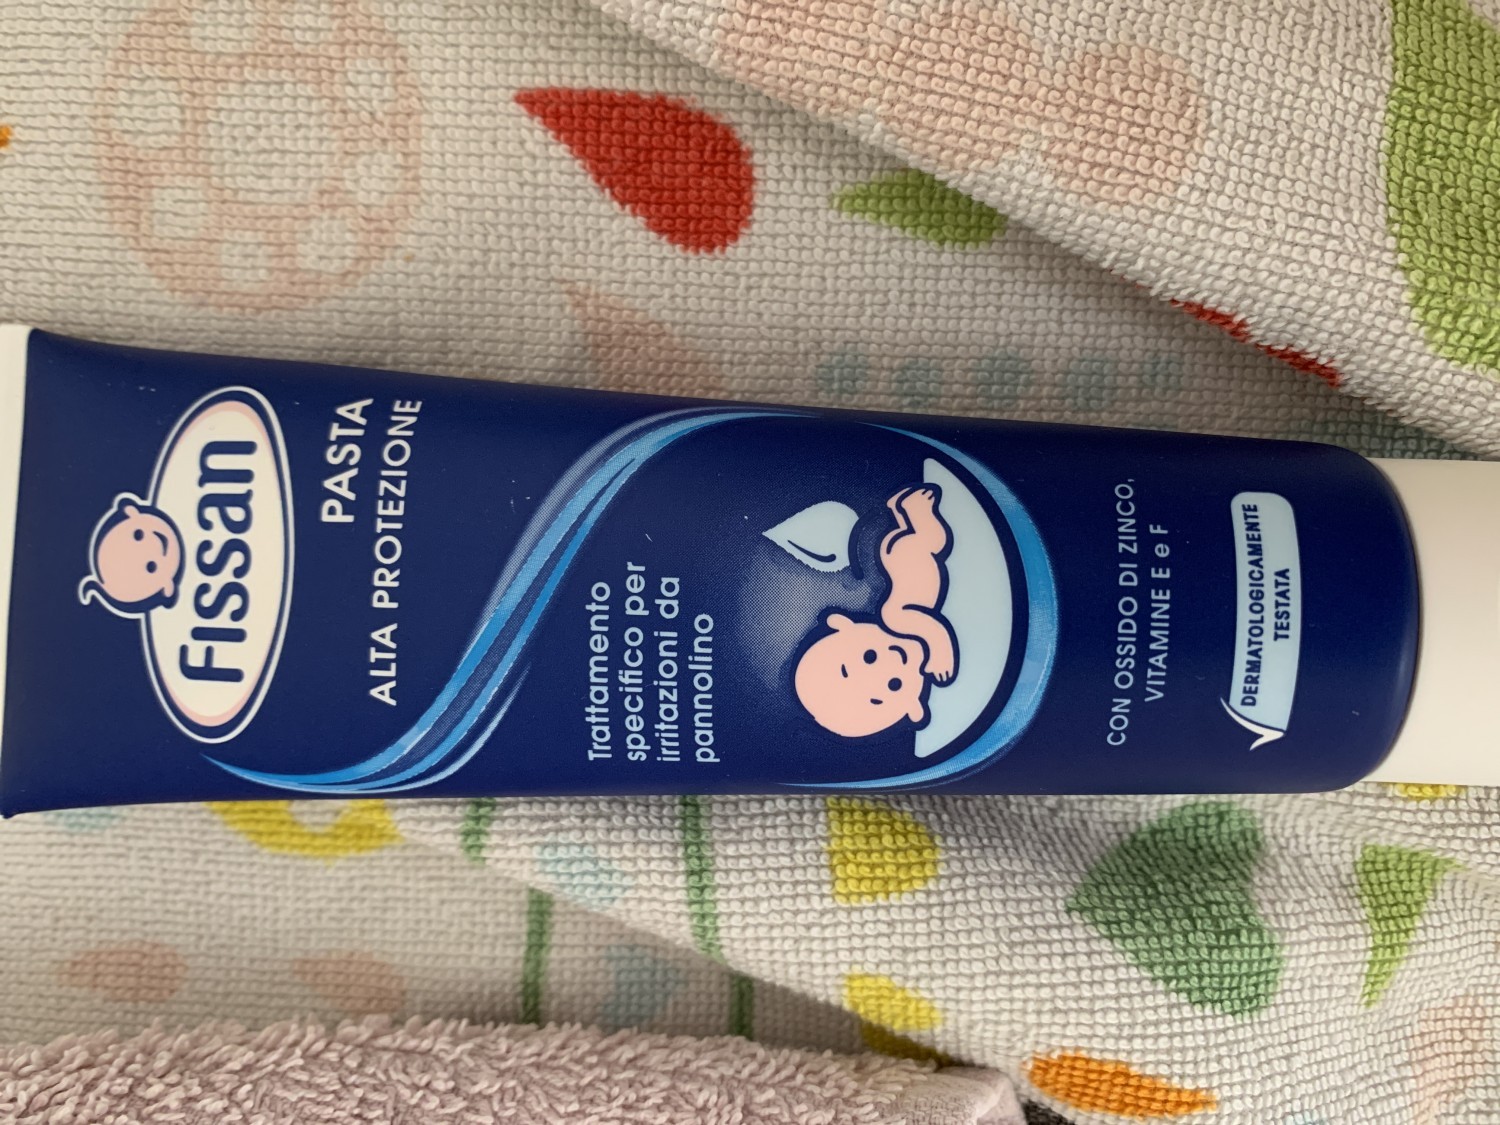 Fissan
PASTA
ALTA PROTEZIONE
Trattamento
specifico per
irritazioni da
pannolino
CON OSSIDO DI ZINCO,
VITAMINE E e F
DERMATOLOGICAMENTE
TESTATA